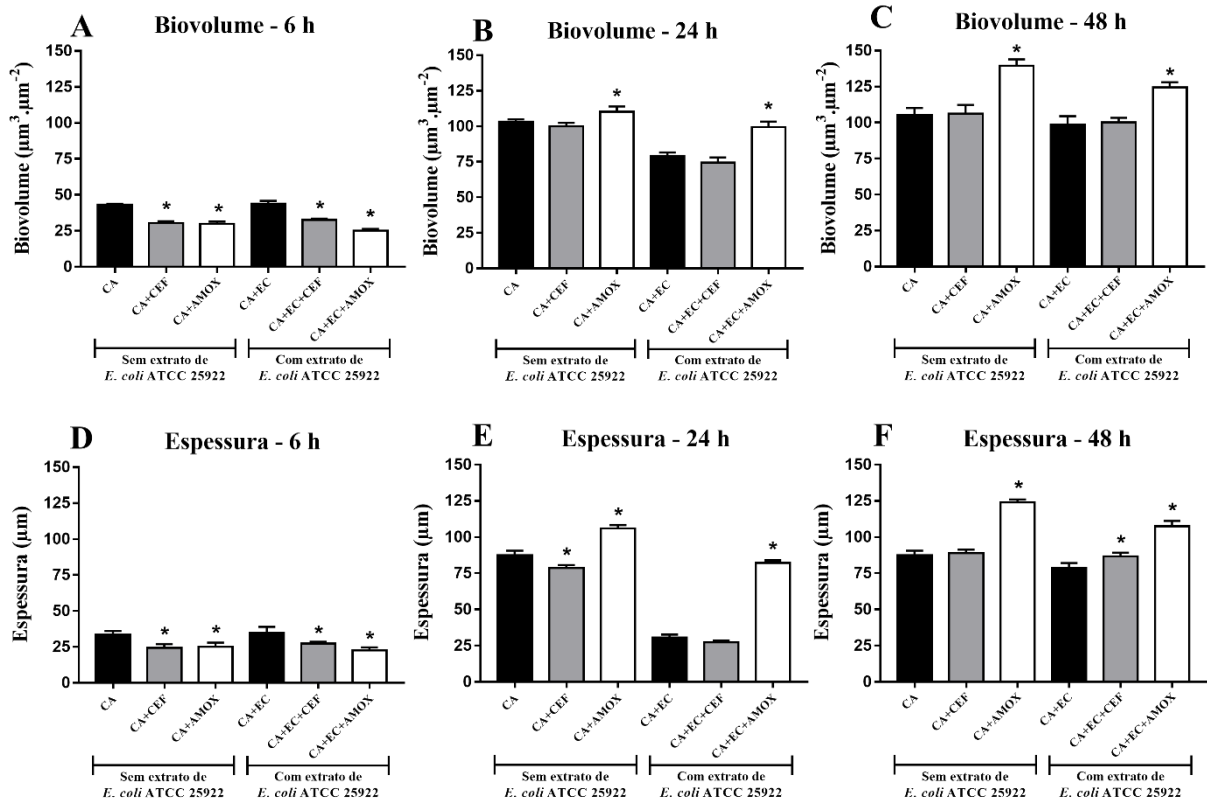 A
Biovolume - 6 h
Biovolume (µm³.µm⁻²)
150
125
100
75
50
25
0
*
*
*
*
CA
CA+CEF
CA+AMOX
CA+EC
CA+EC+CEF
CA+EC+AMOX
Sem extrato de
E. coli ATCC 25922
Com extrato de
E. coli ATCC 25922
B
Biovolume - 24 h
Biovolume (µm³.µm⁻²)
150
125
100
75
50
25
0
*
*
CA
CA+CEF
CA+AMOX
CA+EC
CA+EC+CEF
CA+EC+AMOX
Sem extrato de
E. coli ATCC 25922
Com extrato de
E. coli ATCC 25922
C
Biovolume - 48 h
Biovolume (µm³.µm⁻²)
150
125
100
75
50
25
0
*
*
CA
CA+CEF
CA+AMOX
CA+EC
CA+EC+CEF
CA+EC+AMOX
Sem extrato de
E. coli ATCC 25922
Com extrato de
E. coli ATCC 25922
D
Espessura - 6 h
Espessura (µm)
150
125
100
75
50
25
0
*
*
*
*
CA
CA+CEF
CA+AMOX
CA+EC
CA+EC+CEF
CA+EC+AMOX
Sem extrato de
E. coli ATCC 25922
Com extrato de
E. coli ATCC 25922
E
Espessura - 24 h
Espessura (µm)
150
125
100
75
50
25
0
*
*
*
CA
CA+CEF
CA+AMOX
CA+EC
CA+EC+CEF
CA+EC+AMOX
Sem extrato de
E. coli ATCC 25922
Com extrato de
E. coli ATCC 25922
F
Espessura - 48 h
Espessura (µm)
150
125
100
75
50
25
0
*
*
*
CA
CA+CEF
CA+AMOX
CA+EC
CA+EC+CEF
CA+EC+AMOX
Sem extrato de
E. coli ATCC 25922
Com extrato de
E. coli ATCC 25922